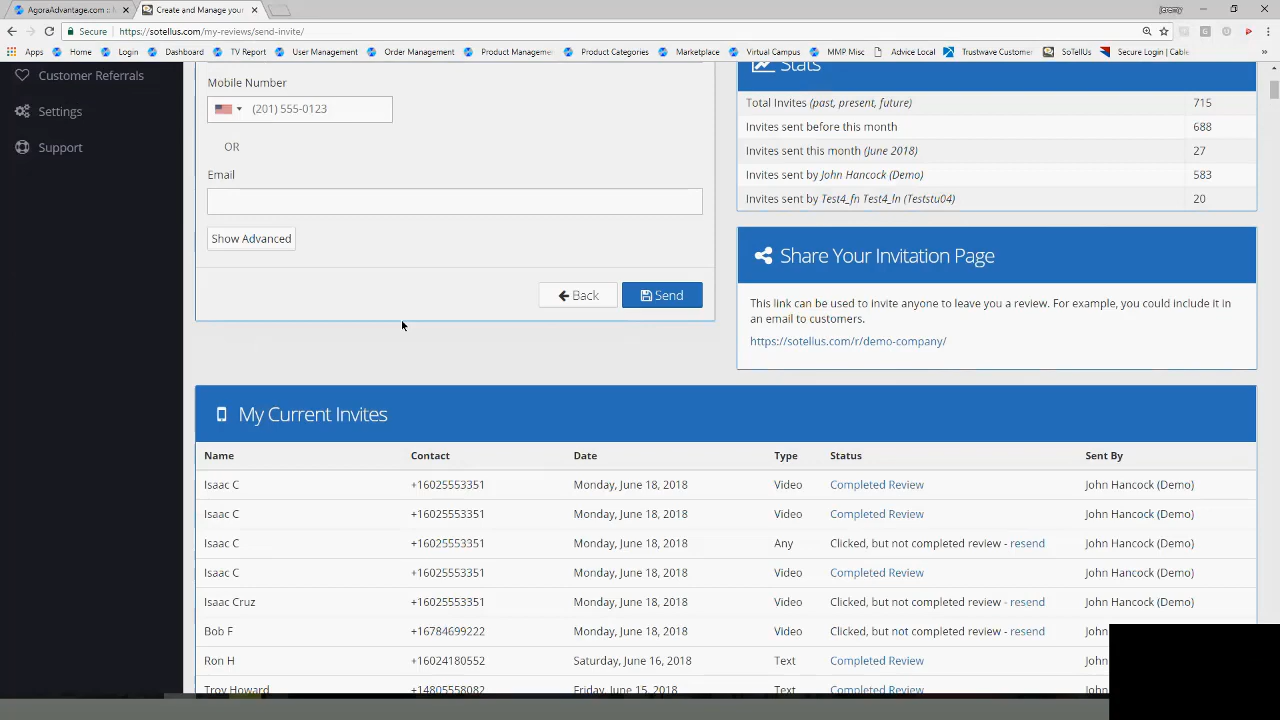 AgoraAdvantage.com :: M
Create and Manage your
Jeremy
Secure
https://sotellus.com/my-reviews/send-invite/
Apps Home Login Dashboard TV Report User Management Order Management Product Manageme Product Categories Marketplace Virtual Campus MMP Misc Advice Local Trustwave Customer SoTellUs Secure Login | Cable
Customer Referrals
Settings
Support
Mobile Number
(201) 555-0123
OR
Email
Show Advanced
Back
Send
Stats
Total Invites (past, present, future) 715
Invites sent before this month 688
Invites sent this month (June 2018) 27
Invites sent by John Hancock (Demo) 583
Invites sent by Test4_fn Test4_ln (Teststu04) 20
Share Your Invitation Page
This link can be used to invite anyone to leave you a review. For example, you could include it in
an email to customers.
https://sotellus.com/r/demo-company/
My Current Invites
Name Contact Date Type Status Sent By
Isaac C +16025553351 Monday, June 18, 2018 Video Completed Review John Hancock (Demo)
Isaac C +16025553351 Monday, June 18, 2018 Video Completed Review John Hancock (Demo)
Isaac C +16025553351 Monday, June 18, 2018 Any Clicked, but not completed review - resend John Hancock (Demo)
Isaac C +16025553351 Monday, June 18, 2018 Video Completed Review John Hancock (Demo)
Isaac Cruz +16025553351 Monday, June 18, 2018 Video Clicked, but not completed review - resend John Hancock (Demo)
Bob F +16784699222 Monday, June 18, 2018 Video Clicked, but not completed review - resend Joh
Ron H +16024180552 Saturday, June 16, 2018 Text Completed Review Joh
Troy Howard +14805558082 Friday, June 15, 2018 Text Completed Review Joh